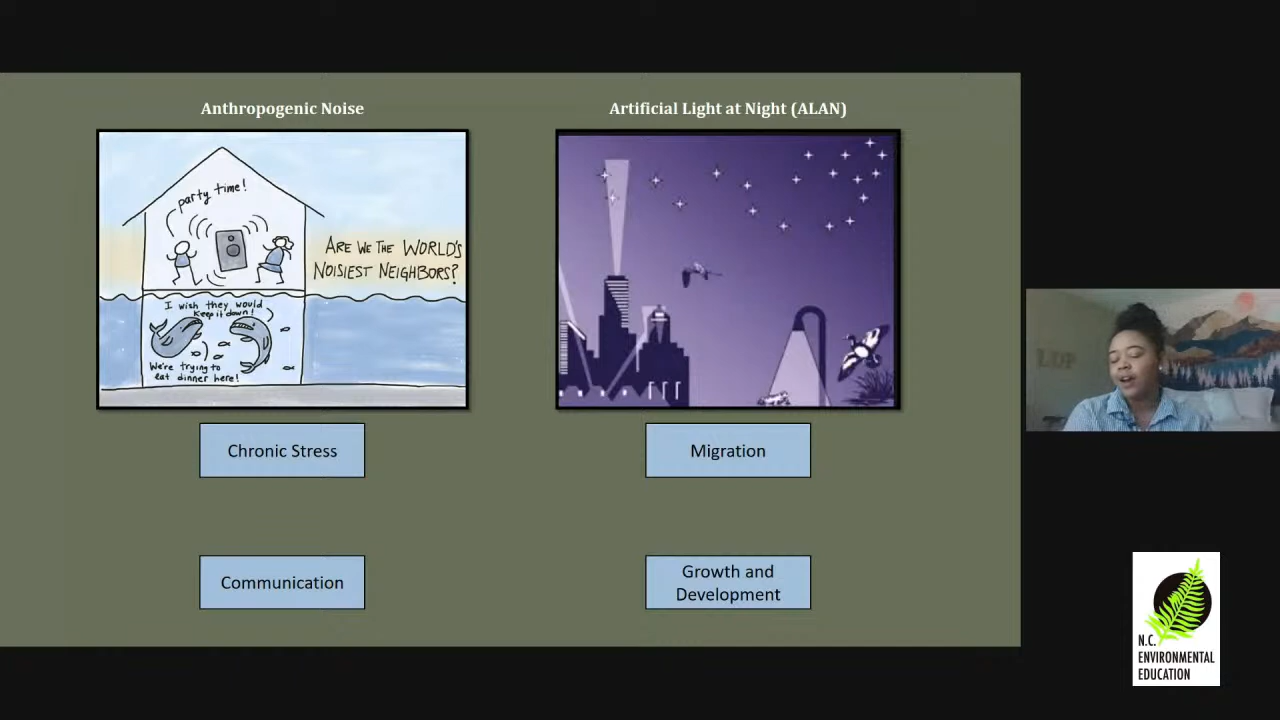 Anthropogenic Noise
party time!
ARE WE THE WORLD'S
NOISIEST NEIGHBORS?
I wish they would
keep it down!
We're trying to
eat dinner here!
Chronic Stress
Communication
Artificial Light at Night (ALAN)
Migration
Growth and
Development
LDP
N.C.
ENVIRONMENTAL
EDUCATION